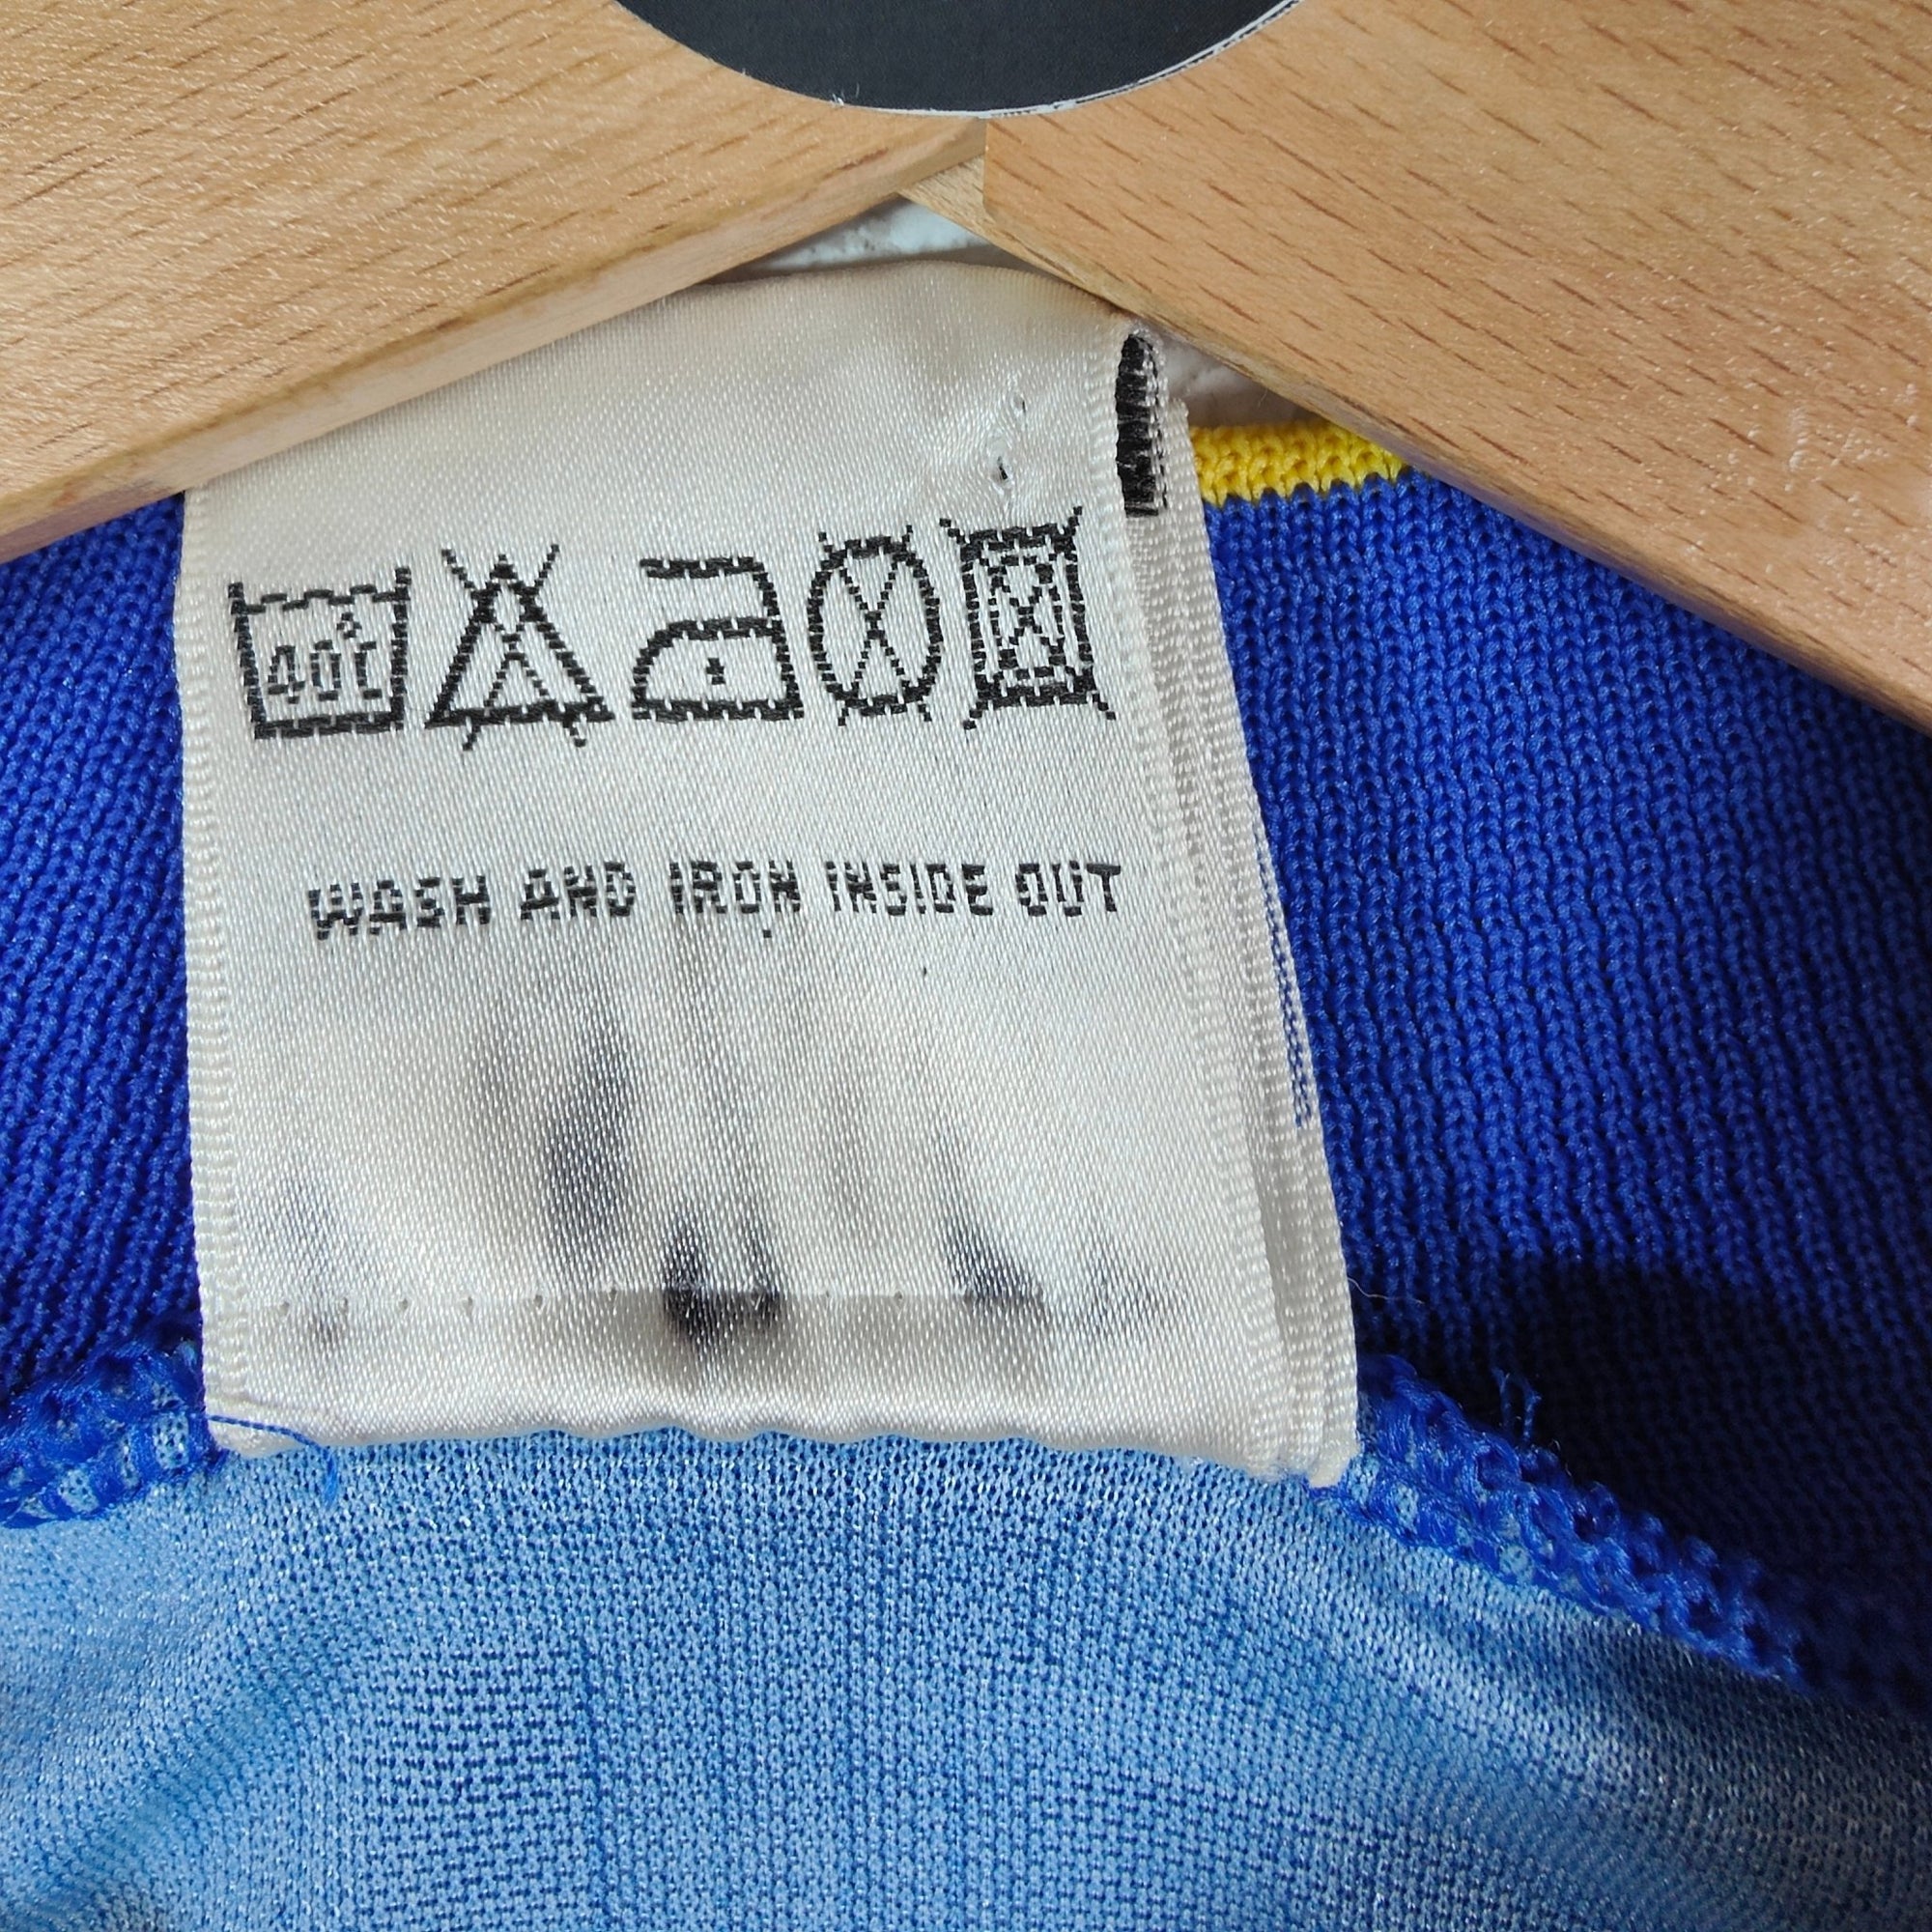 40°C
WASH AND IRON INSIDE OUT